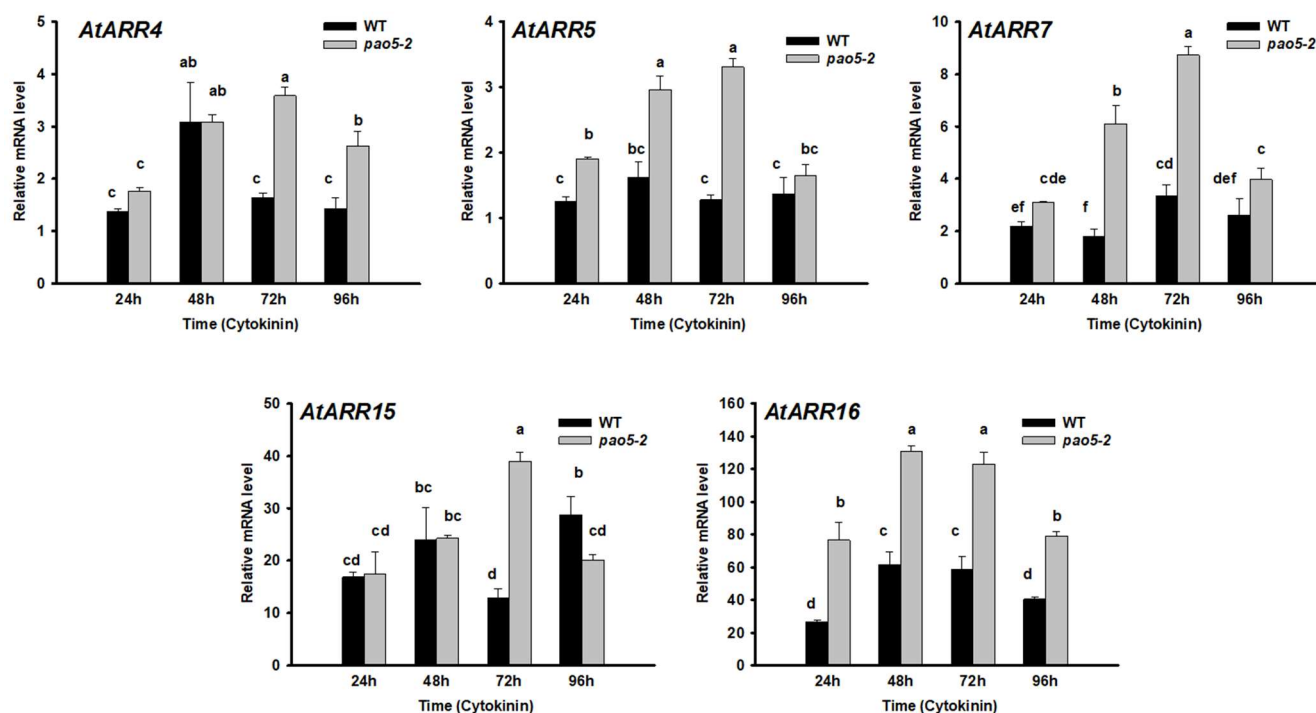 AtARR4
WT
pao5-2
Relative mRNA level
5
4
3
2
1
0
c
c
ab
ab
c
a
c
b
24h
48h
72h
96h
Time (Cytokinin)
AtARR5
WT
pao5-2
Relative mRNA level
4
3
2
1
0
c
b
bc
a
c
a
c
bc
24h
48h
72h
96h
Time (Cytokinin)
AtARR7
WT
pao5-2
Relative mRNA level
10
8
6
4
2
0
ef
cde
f
b
cd
a
def
c
24h
48h
72h
96h
Time (Cytokinin)
AtARR15
WT
pao5-2
Relative mRNA level
50
40
30
20
10
0
cd
cd
bc
bc
d
a
b
cd
24h
48h
72h
96h
Time (Cytokinin)
AtARR16
WT
pao5-2
Relative mRNA level
160
140
120
100
80
60
40
20
0
d
b
c
a
c
a
d
b
24h
48h
72h
96h
Time (Cytokinin)